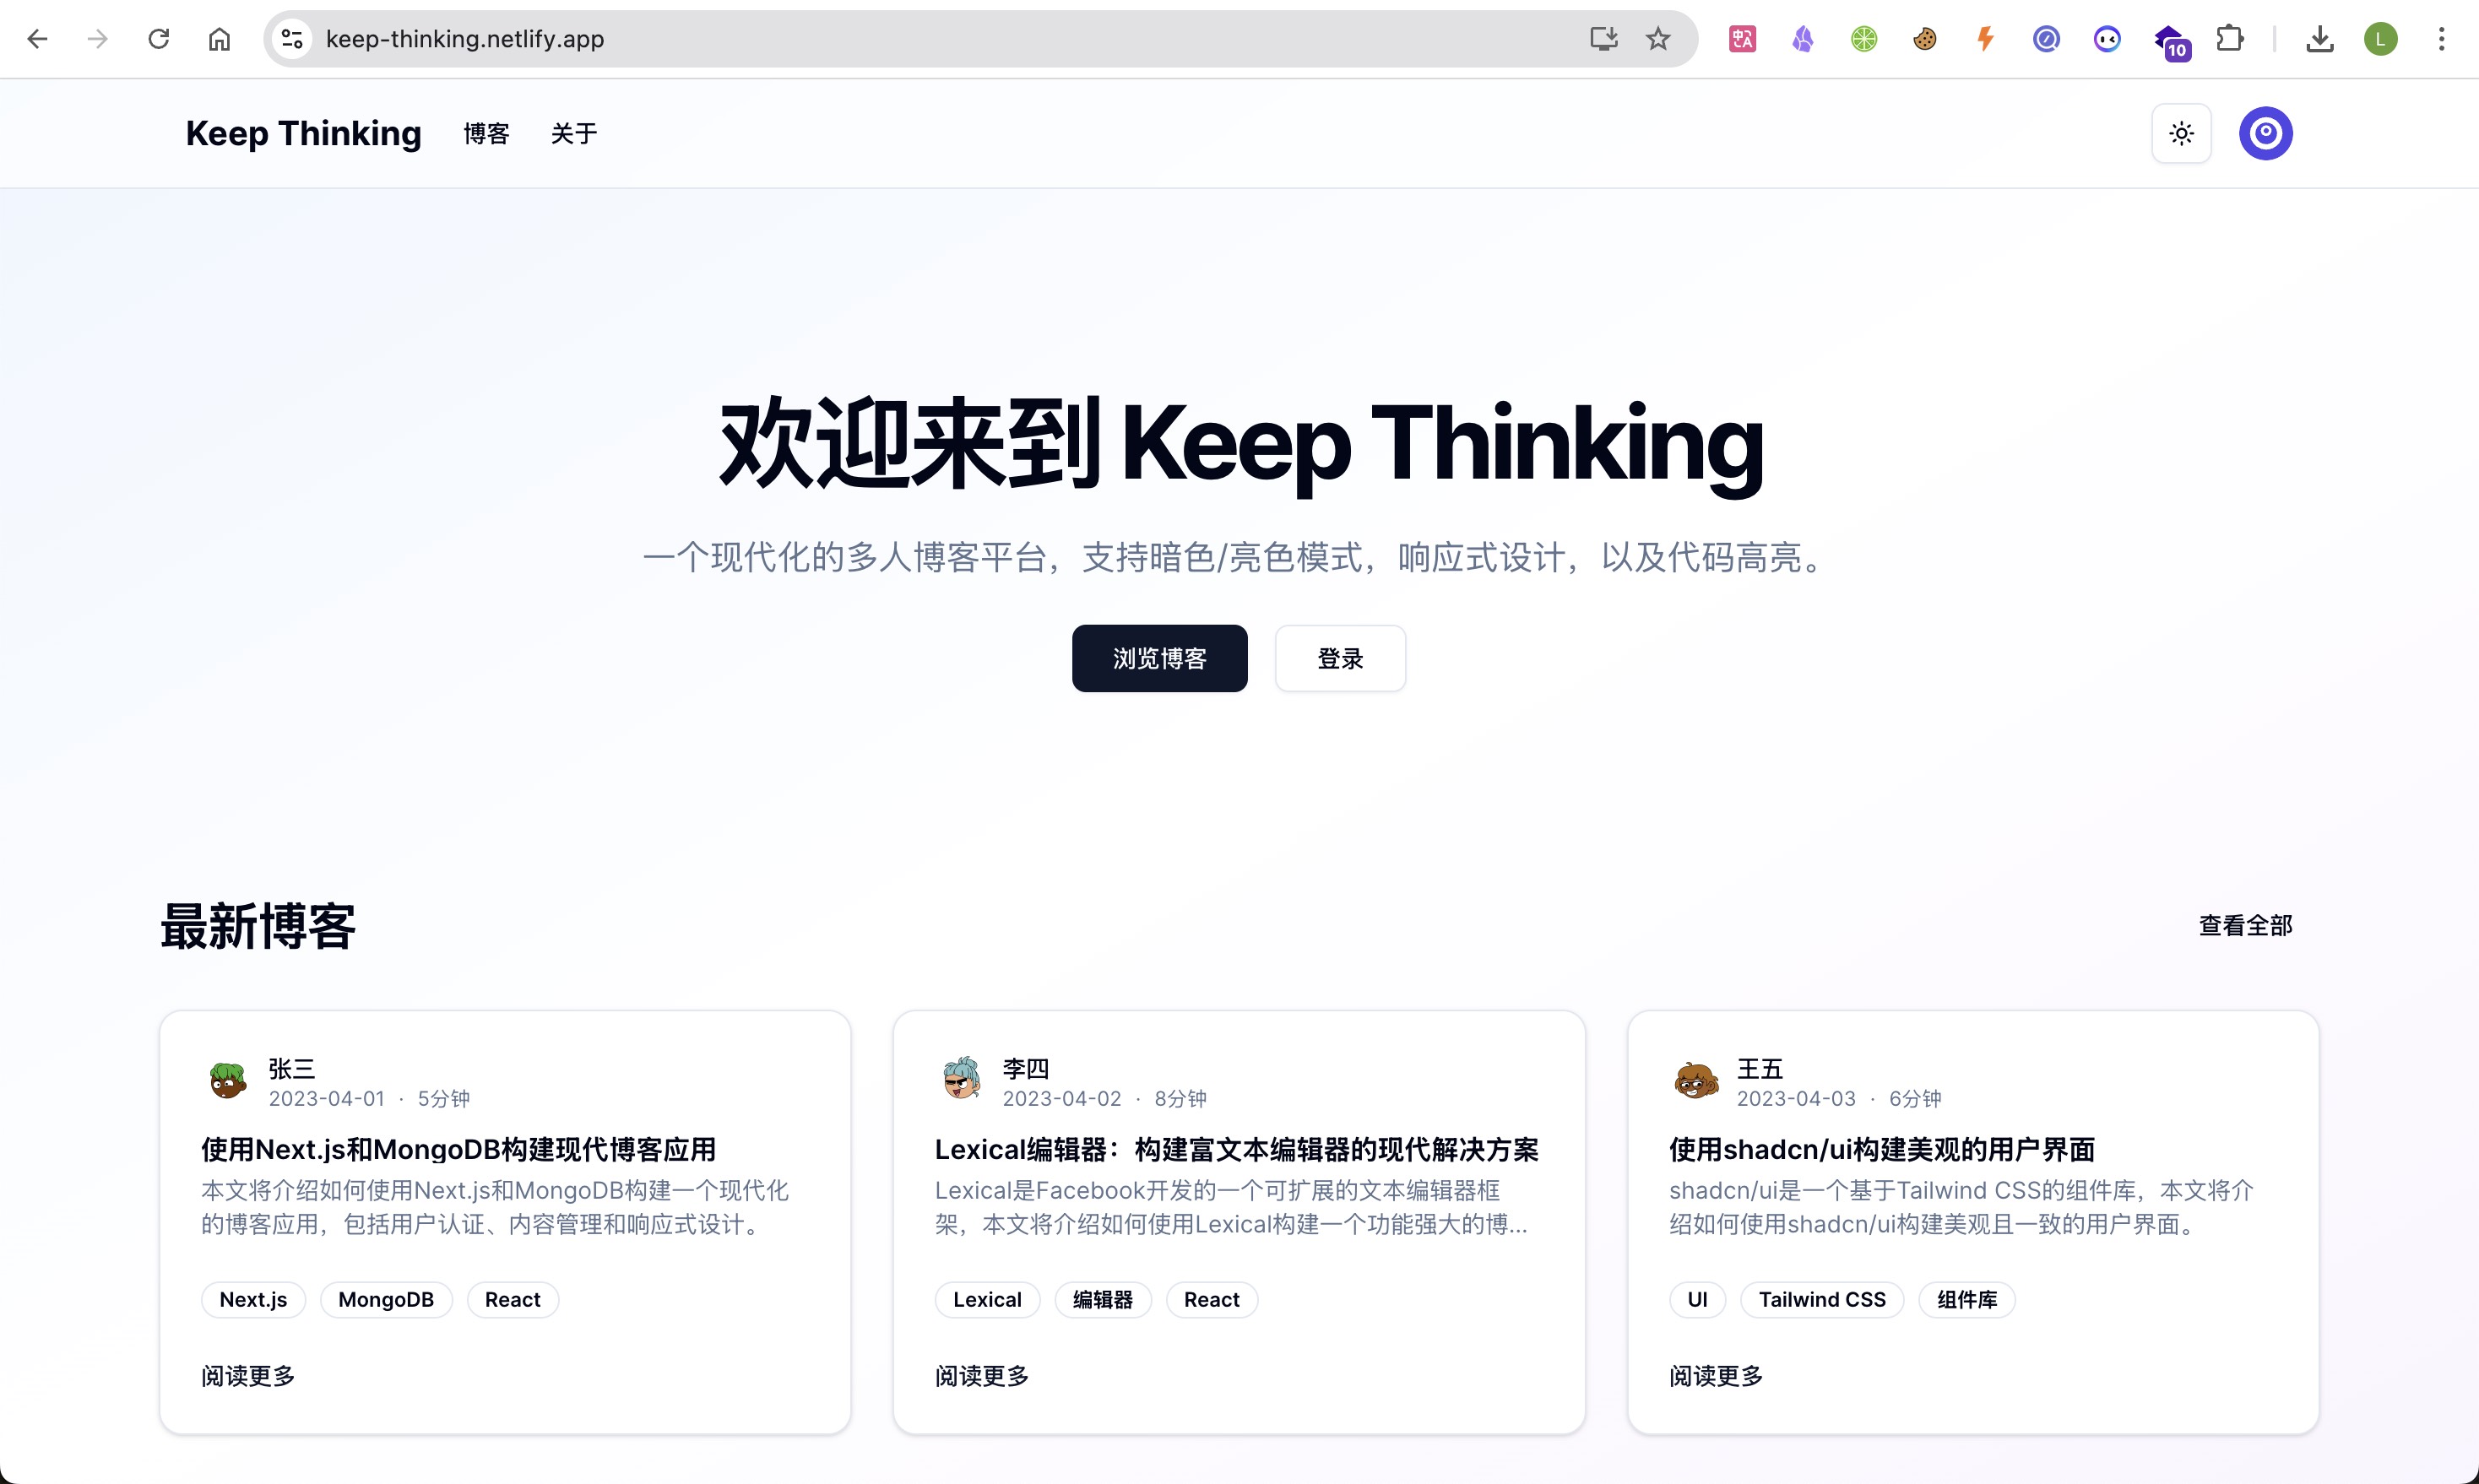 keep-thinking.netlify.app
10
L
Keep Thinking 博客 关于
欢迎来到 Keep Thinking
一个现代化的多人博客平台，支持暗色/亮色模式，响应式设计，以及代码高亮。
浏览博客 登录
最新博客 查看全部
张三
2023-04-01 · 5分钟
使用Next.js和MongoDB构建现代博客应用
本文将介绍如何使用Next.js和MongoDB构建一个现代化
的博客应用，包括用户认证、内容管理和响应式设计。
Next.js MongoDB React
阅读更多
李四
2023-04-02 · 8分钟
Lexical编辑器：构建富文本编辑器的现代解决方案
Lexical是Facebook开发的一个可扩展的文本编辑器框
架，本文将介绍如何使用Lexical构建一个功能强大的博...
Lexical 编辑器 React
阅读更多
王五
2023-04-03 · 6分钟
使用shadcn/ui构建美观的用户界面
shadcn/ui是一个基于Tailwind CSS的组件库，本文将介
绍如何使用shadcn/ui构建美观且一致的用户界面。
UI Tailwind CSS 组件库
阅读更多